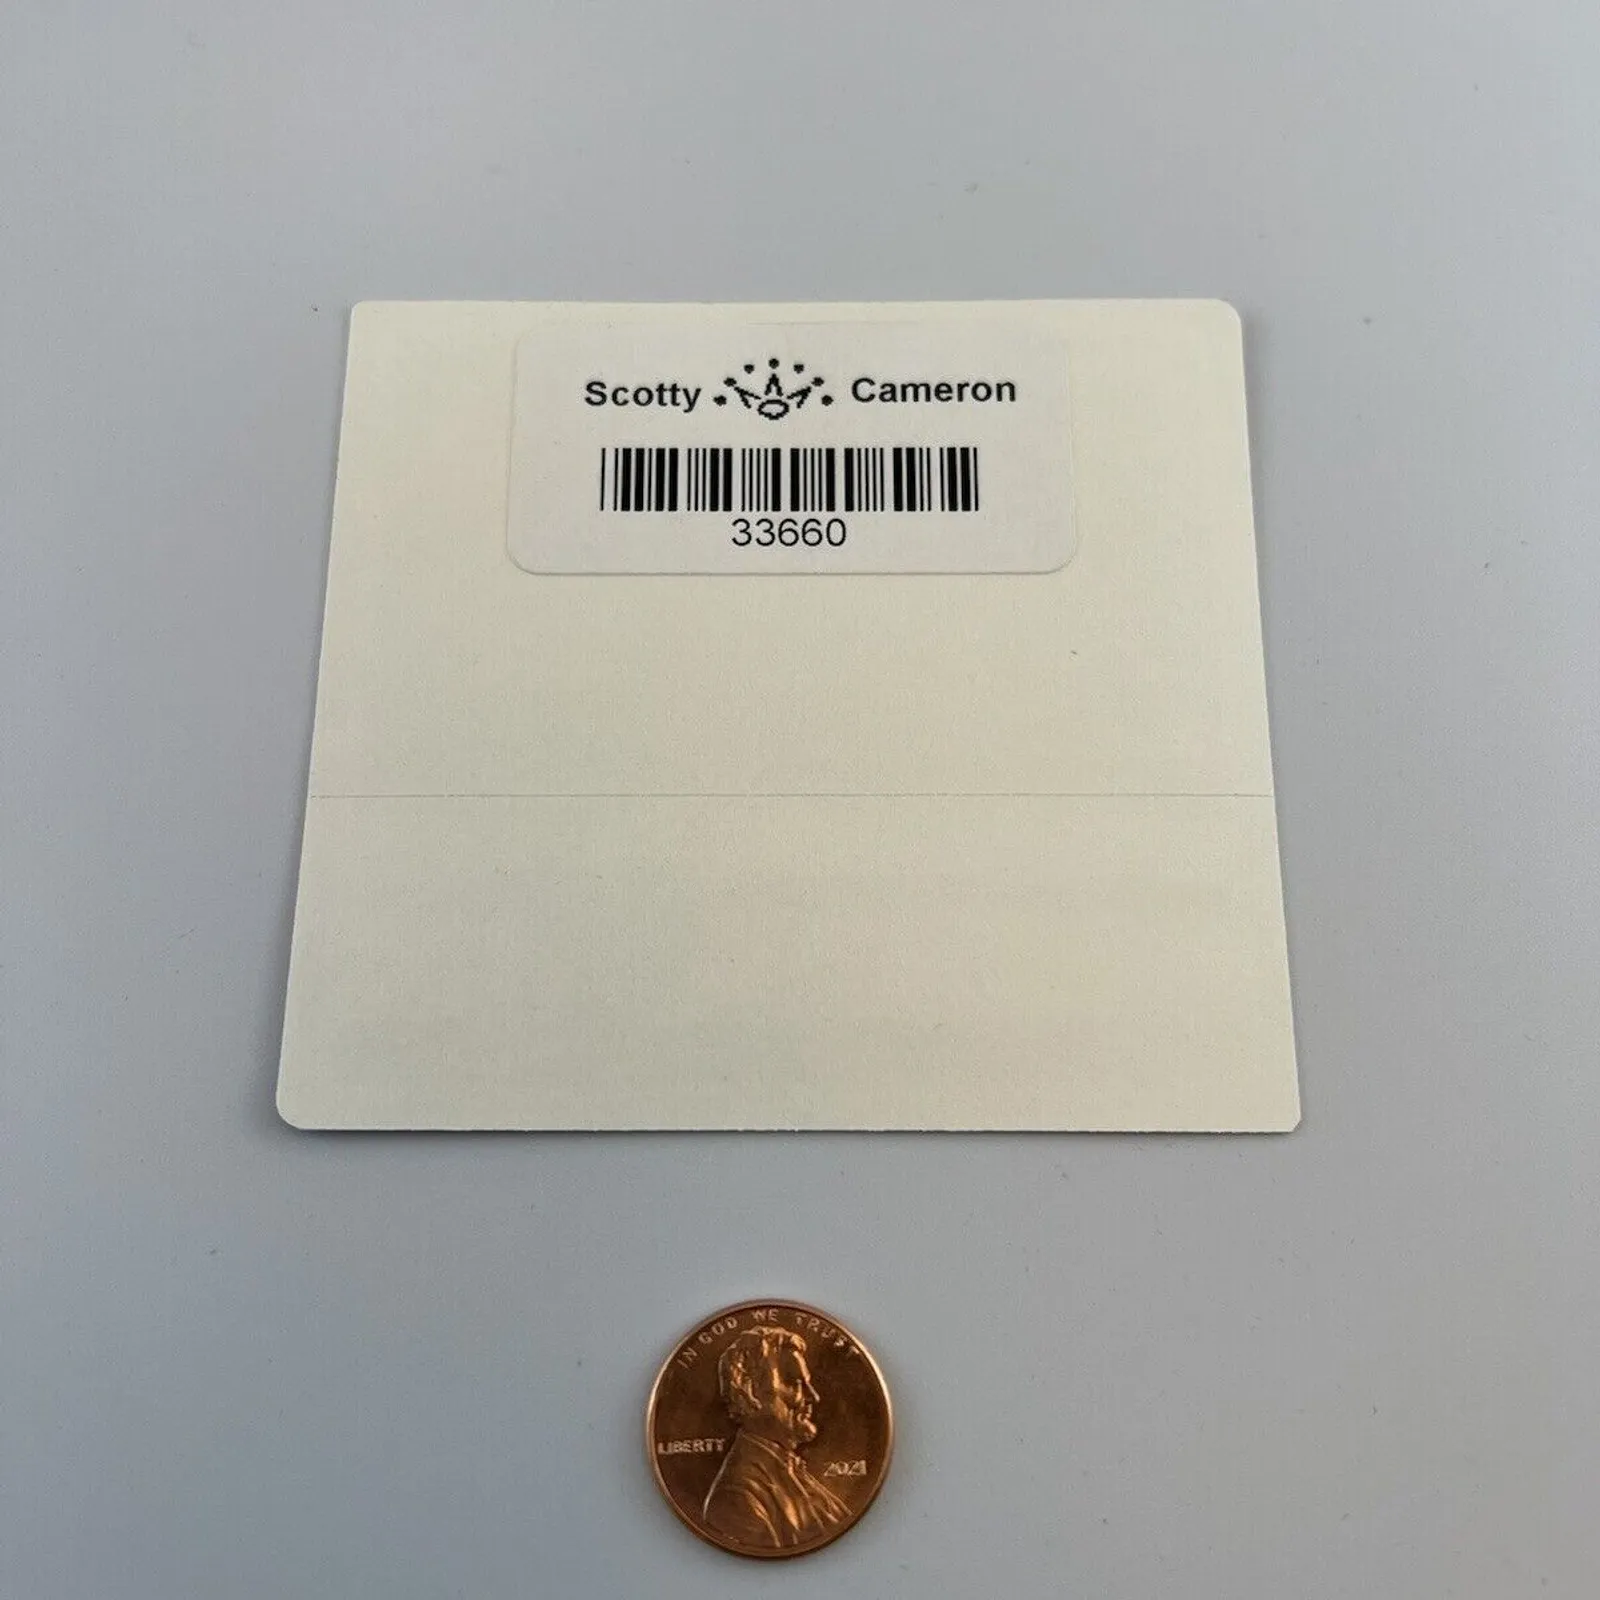 Scotty Cameron
33660
IN GOD WE TRUST
LIBERTY
2021